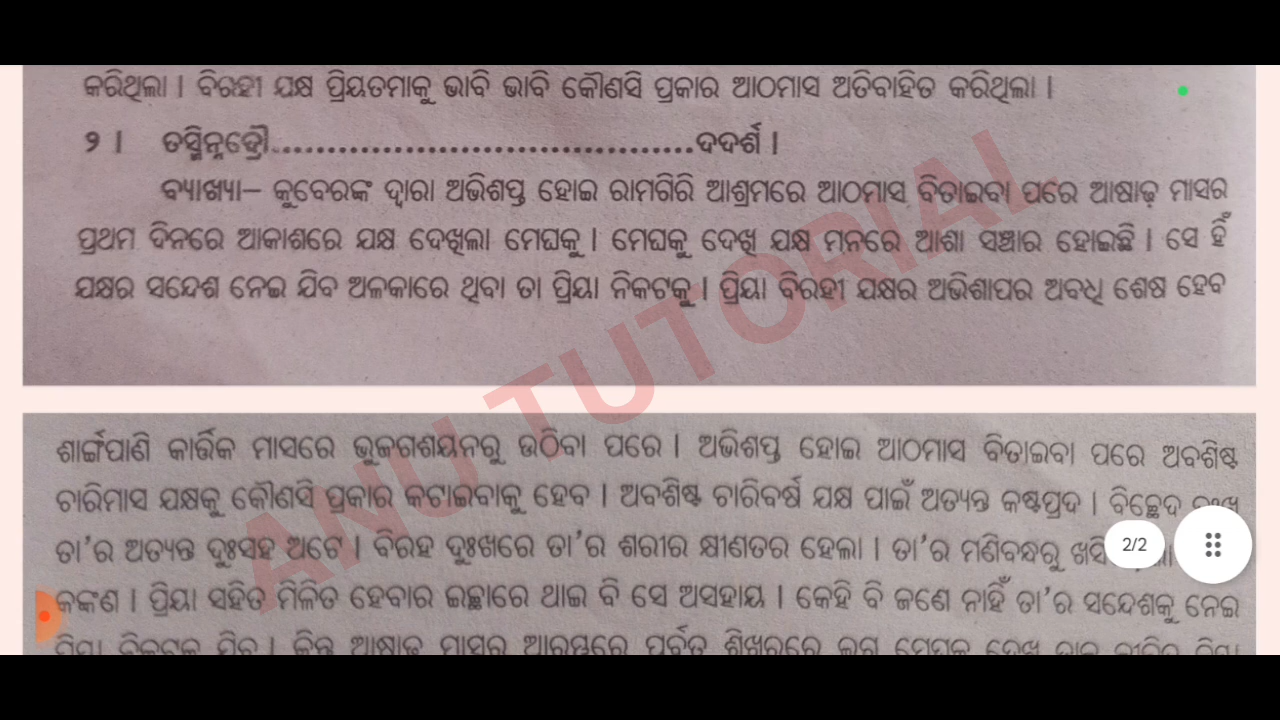 କରିଥିଲା । ବିରହୀ ଯକ୍ଷ ପ୍ରିୟତମାକୁ ଭାବି ଭାବି କୌଣସି ପ୍ରକାର ଆଠମାସ ଅତିବାହିତ କରିଥିଲା ।
୨ । ତସ୍ମିନ୍ନଦ୍ରୌ.......................................ଦଦର୍ଶ ।
ବ୍ୟାଖ୍ୟା– କୁବେରଙ୍କ ଦ୍ୱାରା ଅଭିଶପ୍ତ ହୋଇ ରାମଗିରି ଆଶ୍ରମରେ ଆଠମାସ ବିତାଇବା ପରେ ଆଷାଢ଼ ମାସର
ପ୍ରଥମ ଦିନରେ ଆକାଶରେ ଯକ୍ଷ ଦେଖିଲା ମେଘକୁ । ମେଘକୁ ଦେଖି ଯକ୍ଷ ମନରେ ଆଶା ସଞ୍ଚାର ହୋଇଛି । ସେ ହିଁ
ଯକ୍ଷର ସନ୍ଦେଶ ନେଇ ଯିବ ଅଳକାରେ ଥିବା ତା ପ୍ରିୟା ନିକଟକୁ । ପ୍ରିୟା ବିରହୀ ଯକ୍ଷର ଅଭିଶାପର ଅବଧି ଶେଷ ହେବ
ଶାର୍ଙ୍ଗପାଣି କାର୍ତ୍ତିକ ମାସରେ ଭୁଜଗଶୟନରୁ ଉଠିବା ପରେ । ଅଭିଶପ୍ତ ହୋଇ ଆଠମାସ ବିତାଇବା ପରେ ଅବଶିଷ୍ଟ
ଚାରିମାସ ଯକ୍ଷକୁ କୌଣସି ପ୍ରକାର କଟାଇବାକୁ ହେବ । ଅବଶିଷ୍ଟ ଚାରିବର୍ଷ ଯକ୍ଷ ପାଇଁ ଅତ୍ୟନ୍ତ କଷ୍ଟପ୍ରଦ । ବିଚ୍ଛେଦ
ତା'ର ଅତ୍ୟନ୍ତ ଦୁଃସହ ଅଟେ । ବିରହ ଦୁଃଖରେ ତା'ର ଶରୀର କ୍ଷୀଣତର ହେଲା । ତା'ର ମଣିବନ୍ଧରୁ
କଙ୍କଣ । ପ୍ରିୟା ସହିତ ମିଳିତ ହେବାର ଇଚ୍ଛାରେ ଥାଇ ବି ସେ ଅସହାୟ । କେହି ବି ଜଣେ ନାହିଁ ତା'ର ସନ୍ଦେଶକୁ ନେଇ
ANU TUTORIAL
2/2